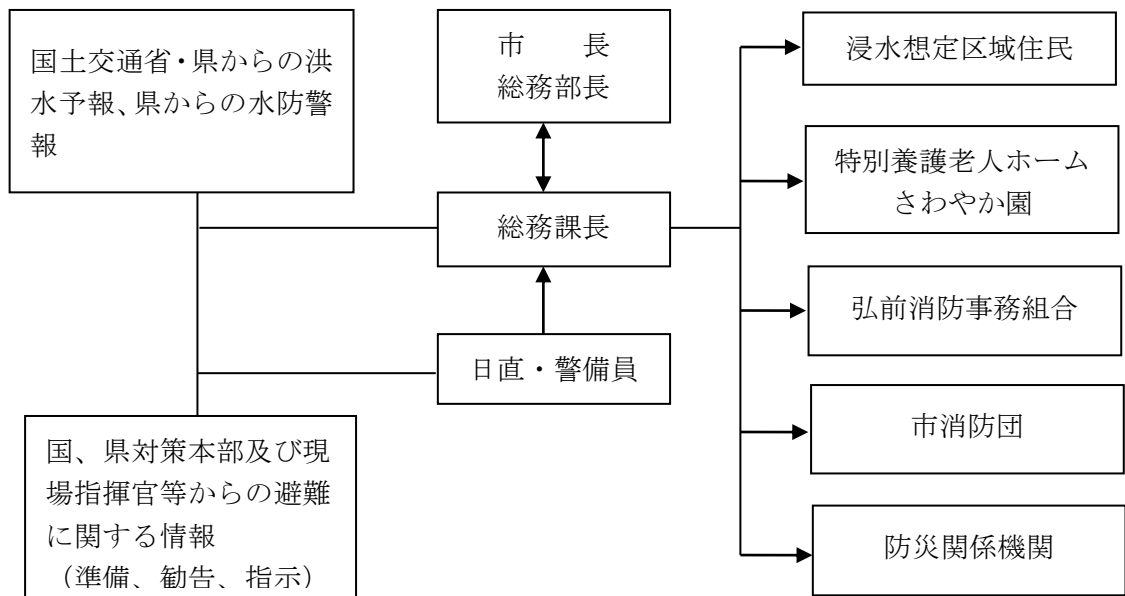 国土交通省・県からの洪
水予報、県からの水防警
報
市　　長
総務部長
総務課長
日直・警備員
国、県対策本部及び現
場指揮官等からの避難
に関する情報
（準備、勧告、指示）
浸水想定区域住民
特別養護老人ホーム
さわやか園
弘前消防事務組合
市消防団
防災関係機関